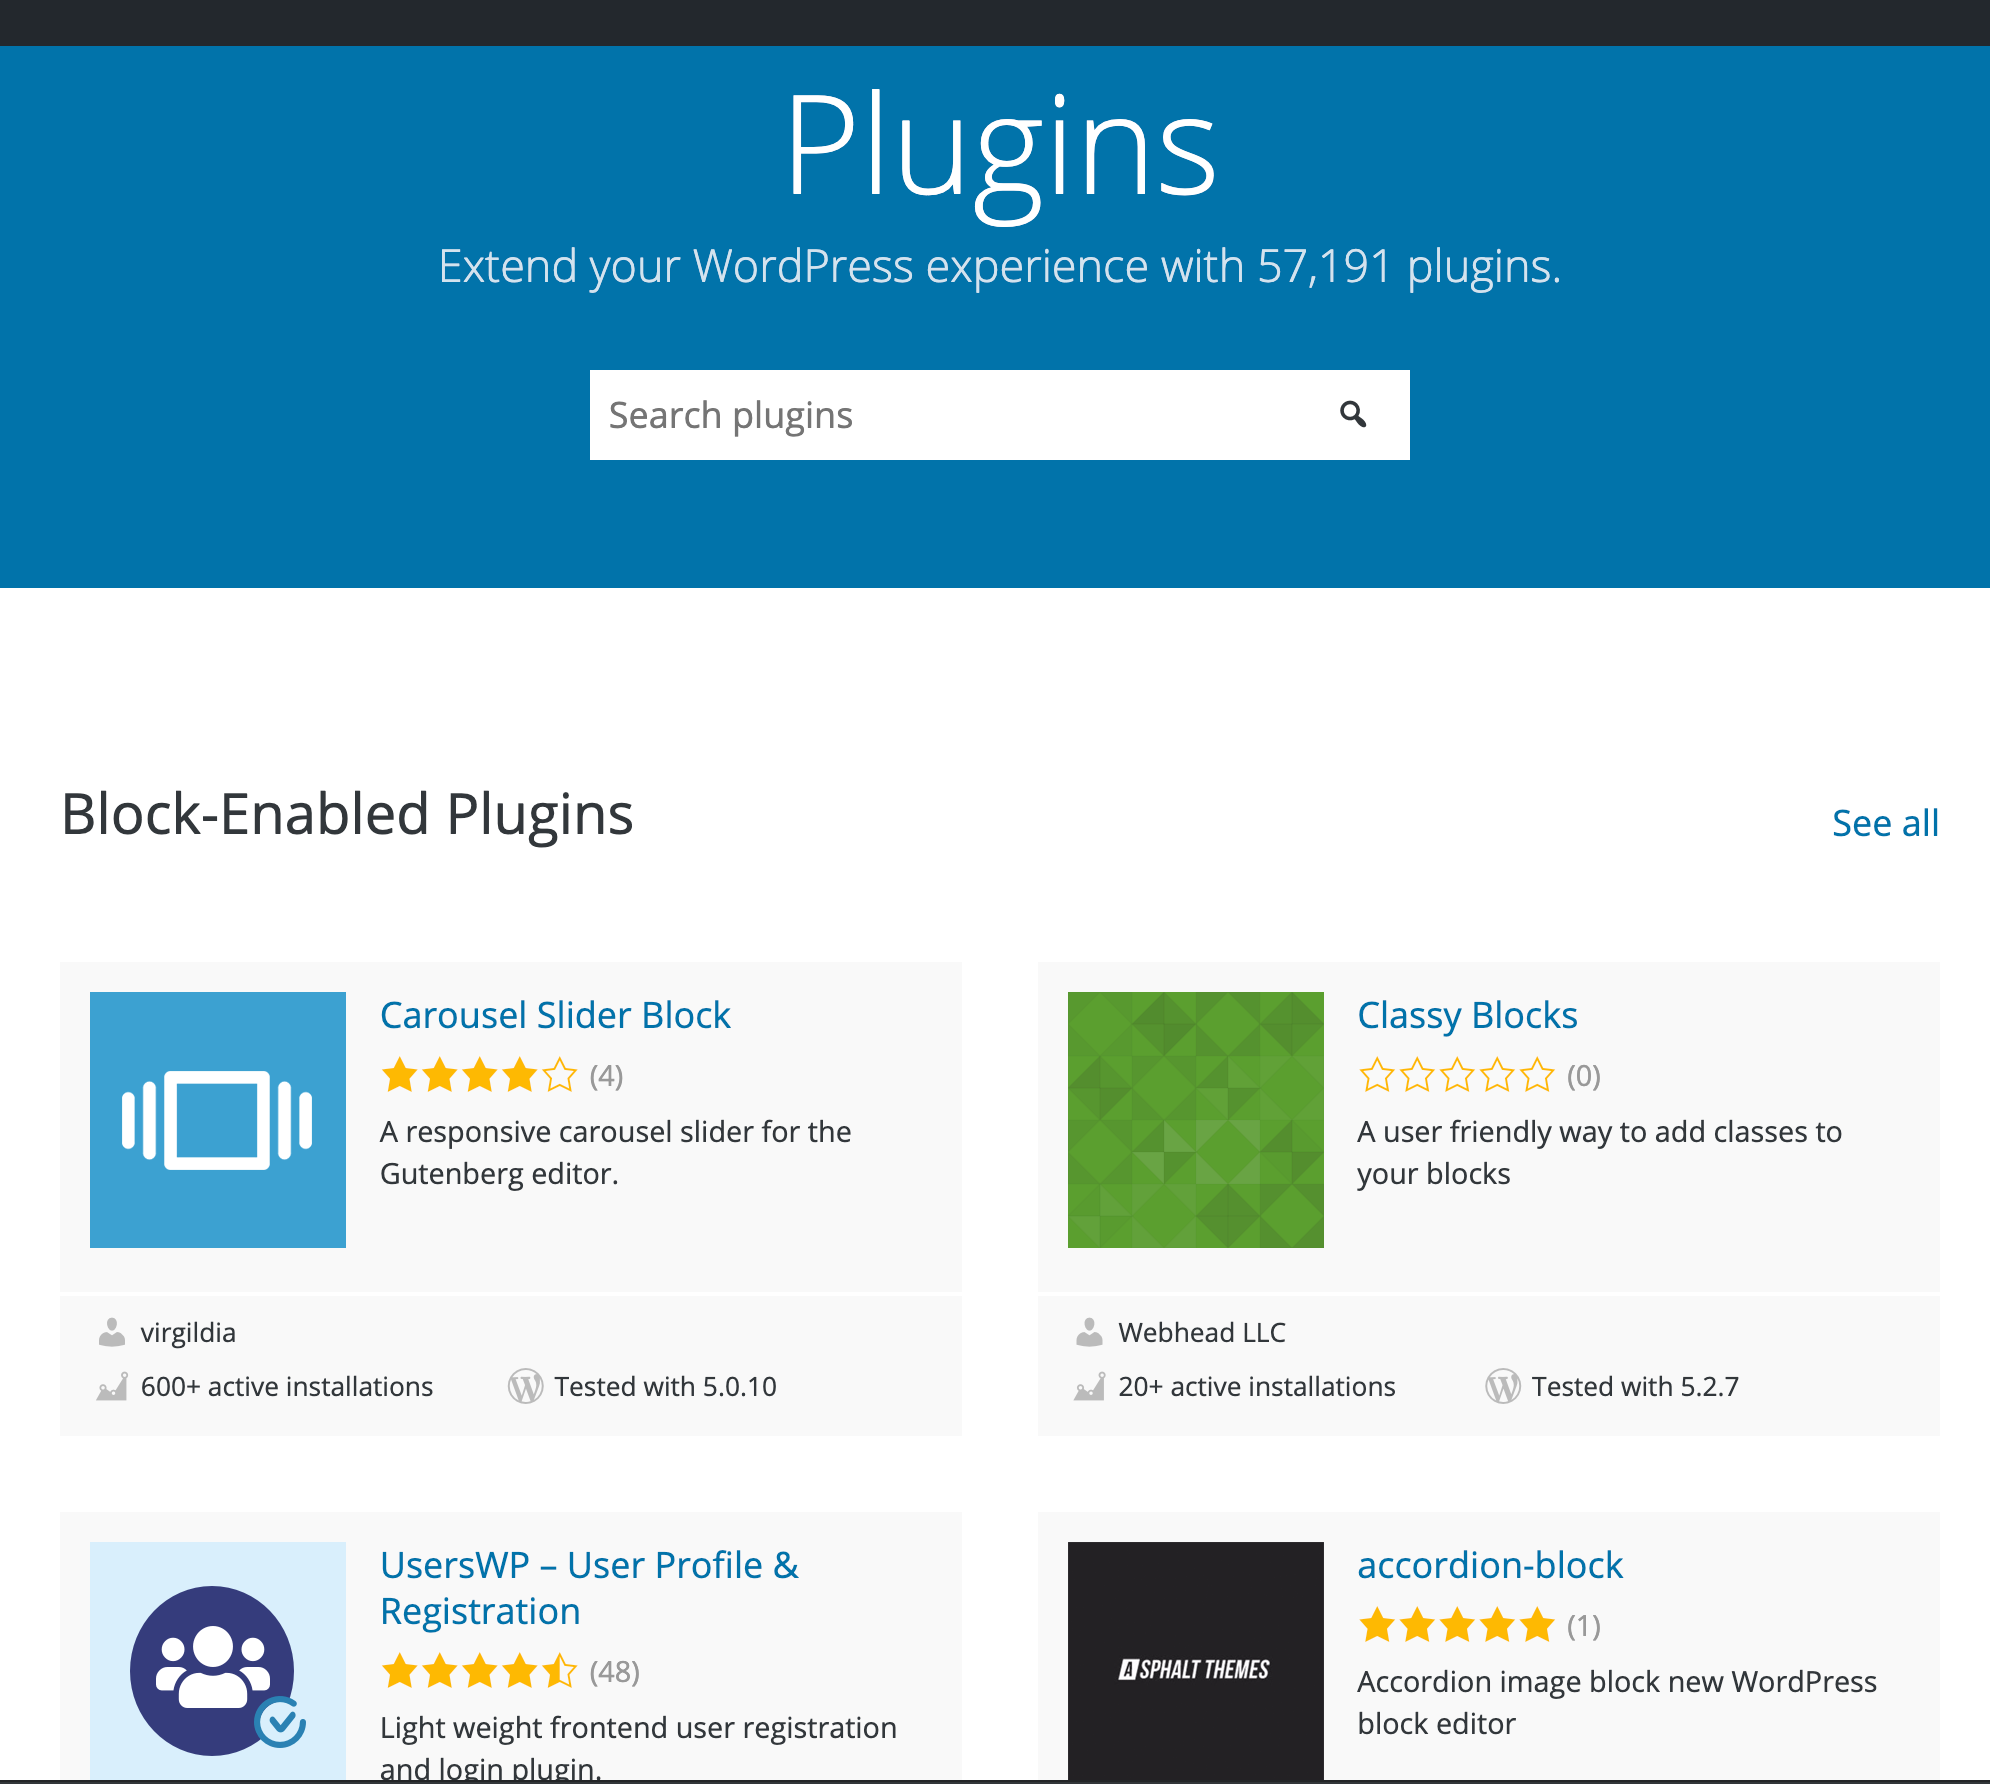 Plugins
Extend your WordPress experience with 57,191 plugins.
Search plugins
Block-Enabled Plugins
See all
Carousel Slider Block
(4)
A responsive carousel slider for the
Gutenberg editor.
virgildia
600+ active installations
Tested with 5.0.10
Classy Blocks
(0)
A user friendly way to add classes to
your blocks
Webhead LLC
20+ active installations
Tested with 5.2.7
UsersWP – User Profile &
Registration
(48)
Light weight frontend user registration
and login plugin.
ASPHALT THEMES
accordion-block
(1)
Accordion image block new WordPress
block editor